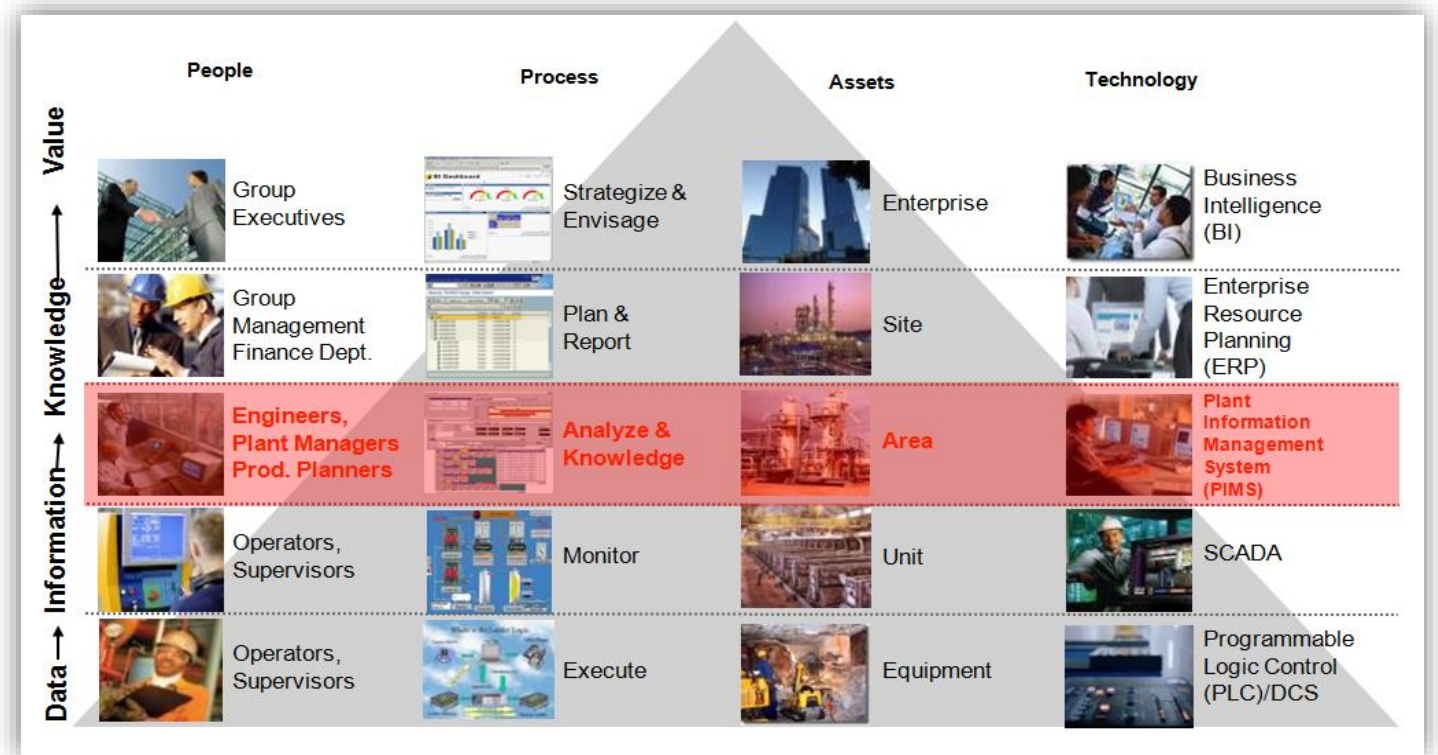 People
Process
Assets
Technology
Value
Knowledge
Information
Data
Group
Executives
BI Dashboard
Strategize &
Envisage
Enterprise
Business
Intelligence
(BI)
Group
Management
Finance Dept.
Plan &
Report
Site
Enterprise
Resource
Planning
(ERP)
Engineers,
Plant Managers
Prod. Planners
Analyze &
Knowledge
Area
Plant
Information
Management
System
(PIMS)
Operators,
Supervisors
Monitor
Unit
SCADA
Operators,
Supervisors
Execute
Equipment
Programmable
Logic Control
(PLC)/DCS